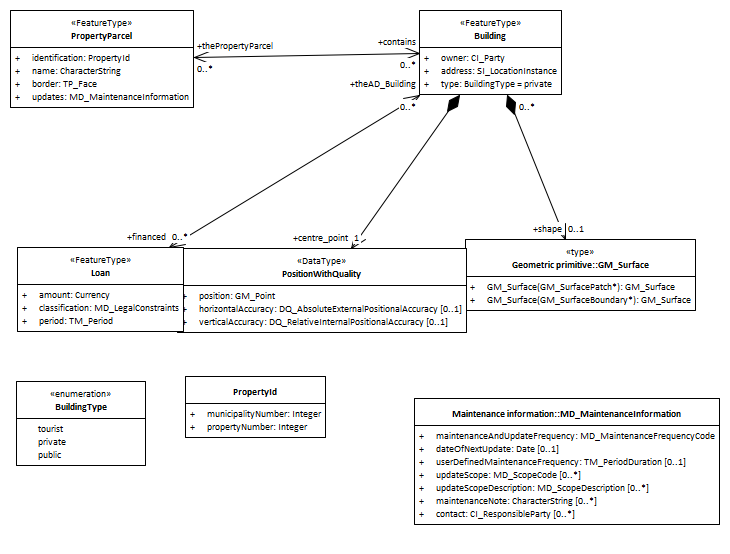 «FeatureType»
PropertyParcel
+ identification: PropertyId
+ name: CharacterString
+ border: TP_Face
+ updates: MD_MaintenanceInformation
+thePropertyParcel
0..*
+contains
0..*
«FeatureType»
Building
+ owner: CI_Party
+ address: SI_LocationInstance
+ type: BuildingType = private
+theAD_Building
0..*
0..*
+financed 0..*
+centre_point 1
+shape 0..1
«FeatureType»
Loan
+ amount: Currency
+ classification: MD_LegalConstraints
+ period: TM_Period
«DataType»
PositionWithQuality
+ position: GM_Point
+ horizontalAccuracy: DQ_AbsoluteExternalPositionalAccuracy [0..1]
+ verticalAccuracy: DQ_RelativeInternalPositionalAccuracy [0..1]
«type»
Geometric primitive::GM_Surface
+ GM_Surface(GM_SurfacePatch*): GM_Surface
+ GM_Surface(GM_SurfaceBoundary*): GM_Surface
«enumeration»
BuildingType
tourist
private
public
PropertyId
+ municipalityNumber: Integer
+ propertyNumber: Integer
Maintenance information::MD_MaintenanceInformation
+ maintenanceAndUpdateFrequency: MD_MaintenanceFrequencyCode
+ dateOfNextUpdate: Date [0..1]
+ userDefinedMaintenanceFrequency: TM_PeriodDuration [0..1]
+ updateScope: MD_ScopeCode [0..*]
+ updateScopeDescription: MD_ScopeDescription [0..*]
+ maintenanceNote: CharacterString [0..*]
+ contact: CI_ResponsibleParty [0..*]